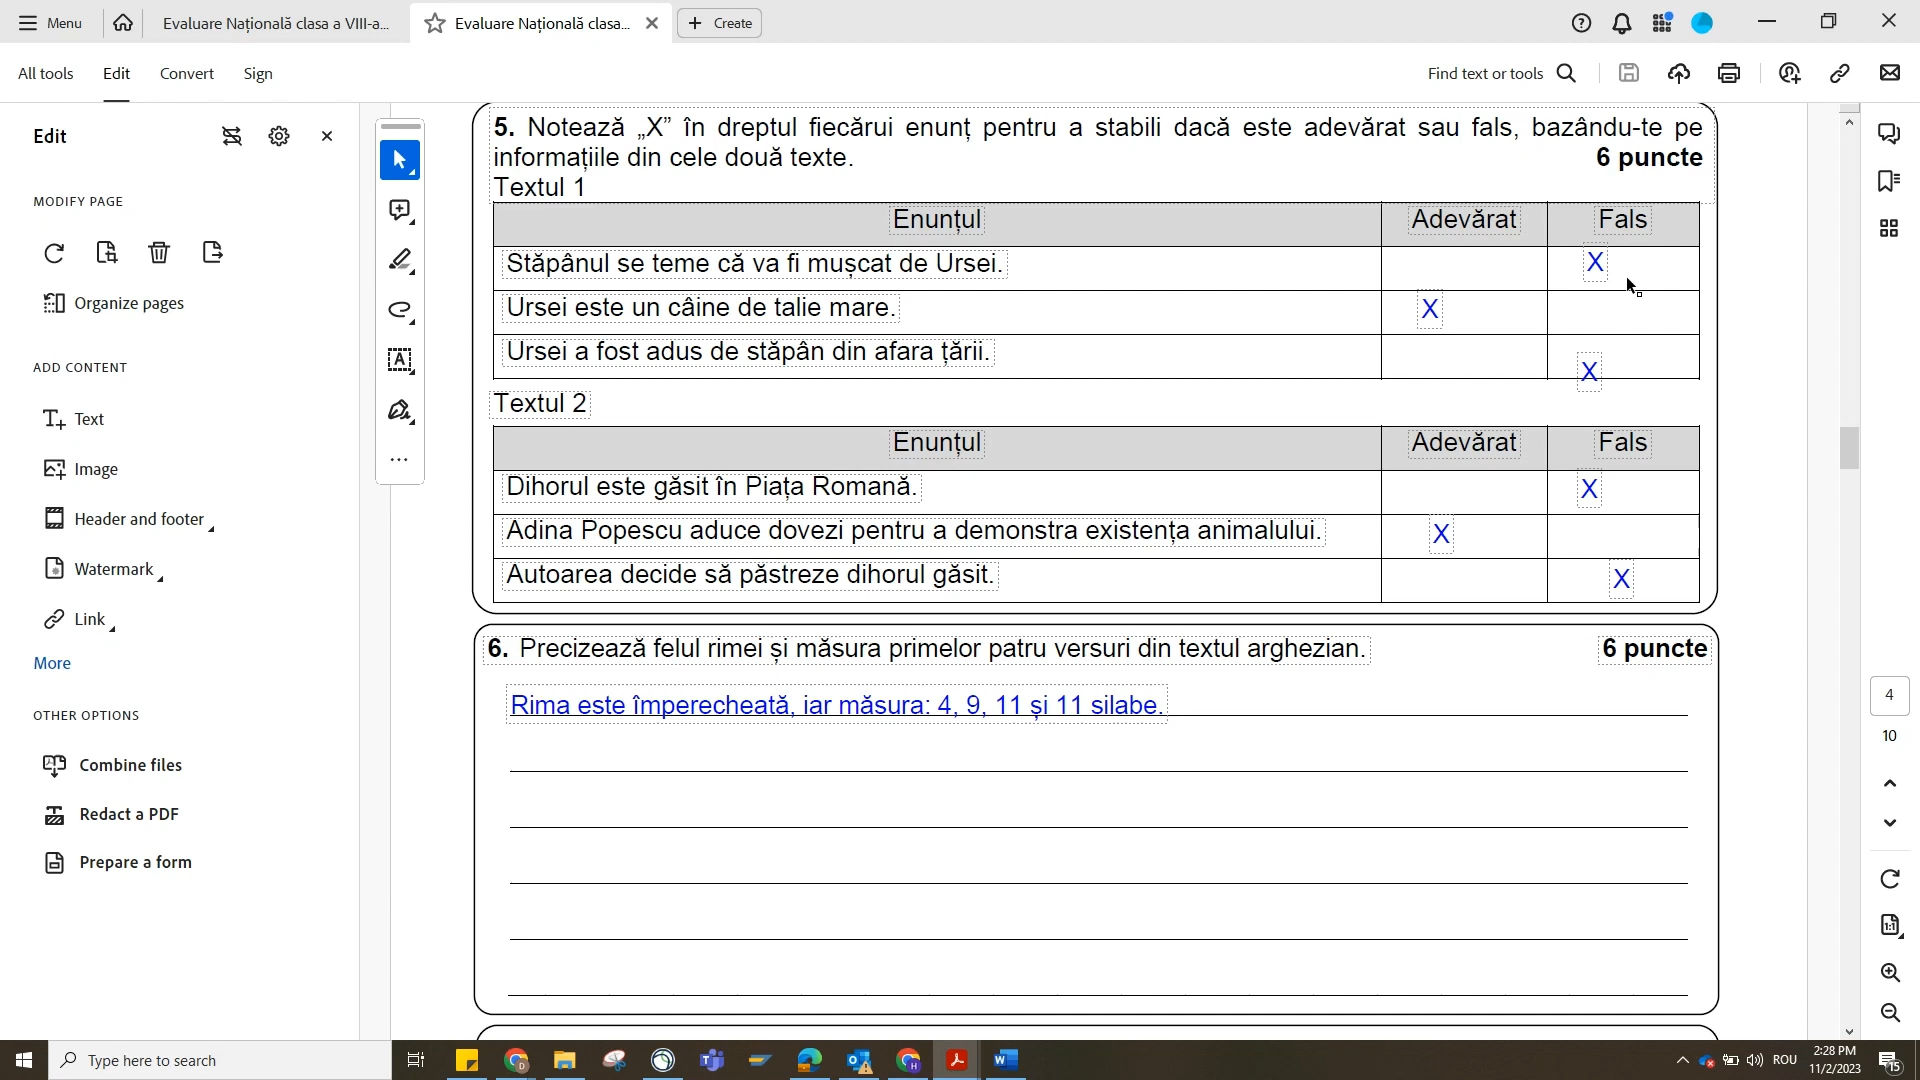 Menu
Evaluare Națională clasa a VIII-a...
Evaluare Națională clasa...
Create
All tools
Edit
Convert
Sign
Find text or tools
Edit
MODIFY PAGE
Organize pages
ADD CONTENT
Text
Image
Header and footer
Watermark
Link
More
OTHER OPTIONS
Combine files
Redact a PDF
Prepare a form
5. Notează „X” în dreptul fiecărui enunț pentru a stabili dacă este adevărat sau fals, bazându-te pe
informațiile din cele două texte. 6 puncte
Textul 1
Enunțul Adevărat Fals
Stăpânul se teme că va fi mușcat de Ursei. X
Ursei este un câine de talie mare. X
Ursei a fost adus de stăpân din afara țării. X
Textul 2
Enunțul Adevărat Fals
Dihorul este găsit în Piața Romană. X
Adina Popescu aduce dovezi pentru a demonstra existența animalului. X
Autoarea decide să păstreze dihorul găsit. X
6. Precizează felul rimei și măsura primelor patru versuri din textul arghezian. 6 puncte
Rima este împerecheată, iar măsura: 4, 9, 11 și 11 silabe.
4
10
Type here to search
ROU
2:28 PM
11/2/2023
15